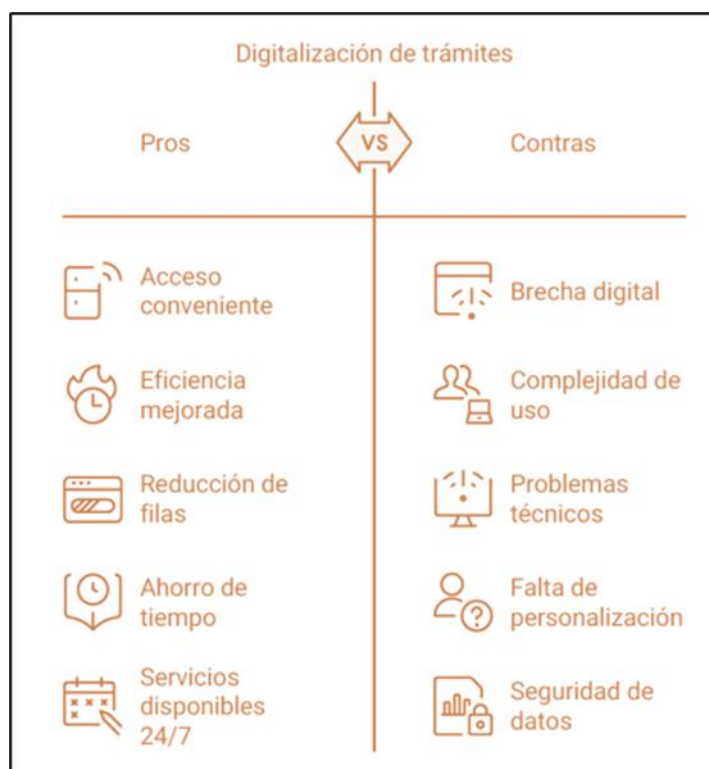 Digitalización de trámites
Pros
VS
Contras
Acceso
conveniente
Eficiencia
mejorada
Reducción de
filas
Ahorro de
tiempo
Servicios
disponibles
24/7
Brecha digital
Complejidad de
uso
Problemas
técnicos
Falta de
personalización
Seguridad de
datos